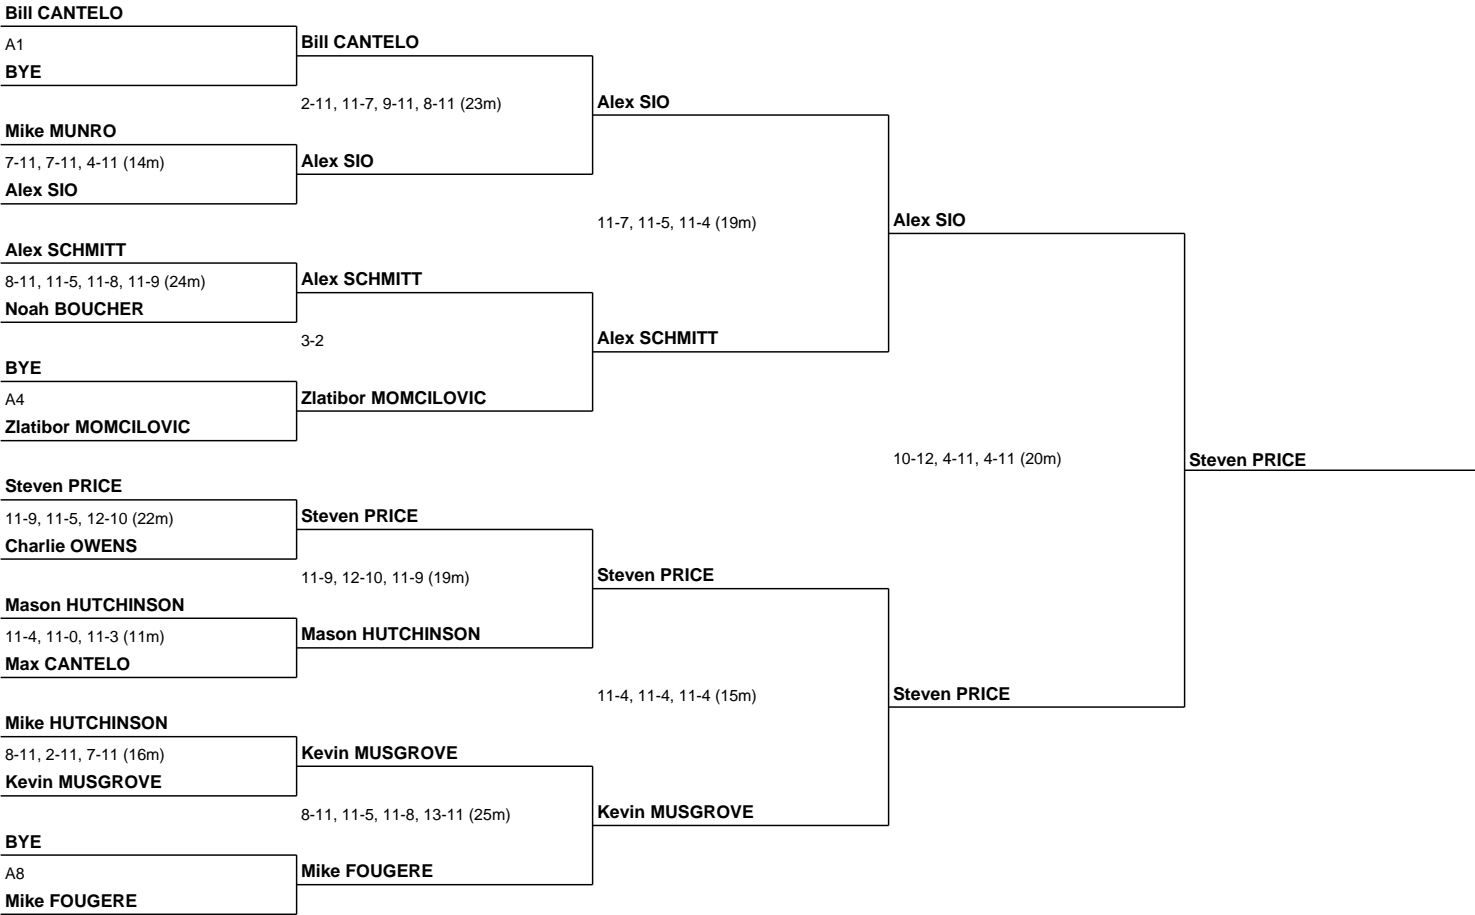 Bill CANTELO
A1
BYE
Mike MUNRO
7-11, 7-11, 4-11 (14m)
Alex SIO
Alex SCHMITT
8-11, 11-5, 11-8, 11-9 (24m)
Noah BOUCHER
BYE
A4
Zlatibor MOMCILOVIC
Steven PRICE
11-9, 11-5, 12-10 (22m)
Charlie OWENS
Mason HUTCHINSON
11-4, 11-0, 11-3 (11m)
Max CANTELO
Mike HUTCHINSON
8-11, 2-11, 7-11 (16m)
Kevin MUSGROVE
BYE
A8
Mike FOUGERE
Bill CANTELO
2-11, 11-7, 9-11, 8-11 (23m)
Alex SIO
Alex SCHMITT
3-2
Zlatibor MOMCILOVIC
Steven PRICE
11-9, 12-10, 11-9 (19m)
Mason HUTCHINSON
Kevin MUSGROVE
8-11, 11-5, 11-8, 13-11 (25m)
Mike FOUGERE
Alex SIO
11-7, 11-5, 11-4 (19m)
Alex SCHMITT
Steven PRICE
11-4, 11-4, 11-4 (15m)
Kevin MUSGROVE
Alex SIO
10-12, 4-11, 4-11 (20m)
Steven PRICE
Steven PRICE